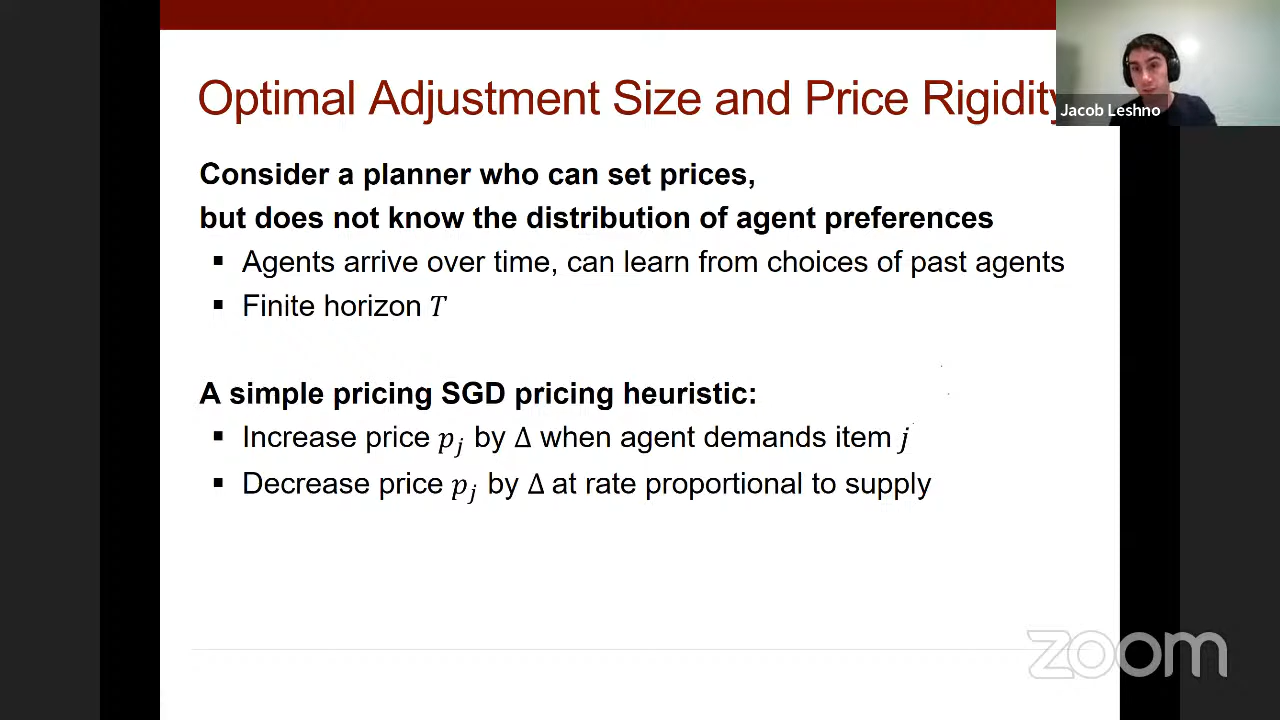 Optimal Adjustment Size and Price Rigidity
Jacob Leshno
Consider a planner who can set prices,
but does not know the distribution of agent preferences
▪ Agents arrive over time, can learn from choices of past agents
▪ Finite horizon T
A simple pricing SGD pricing heuristic:
▪ Increase price p_j by Δ when agent demands item j
▪ Decrease price p_j by Δ at rate proportional to supply
zoom